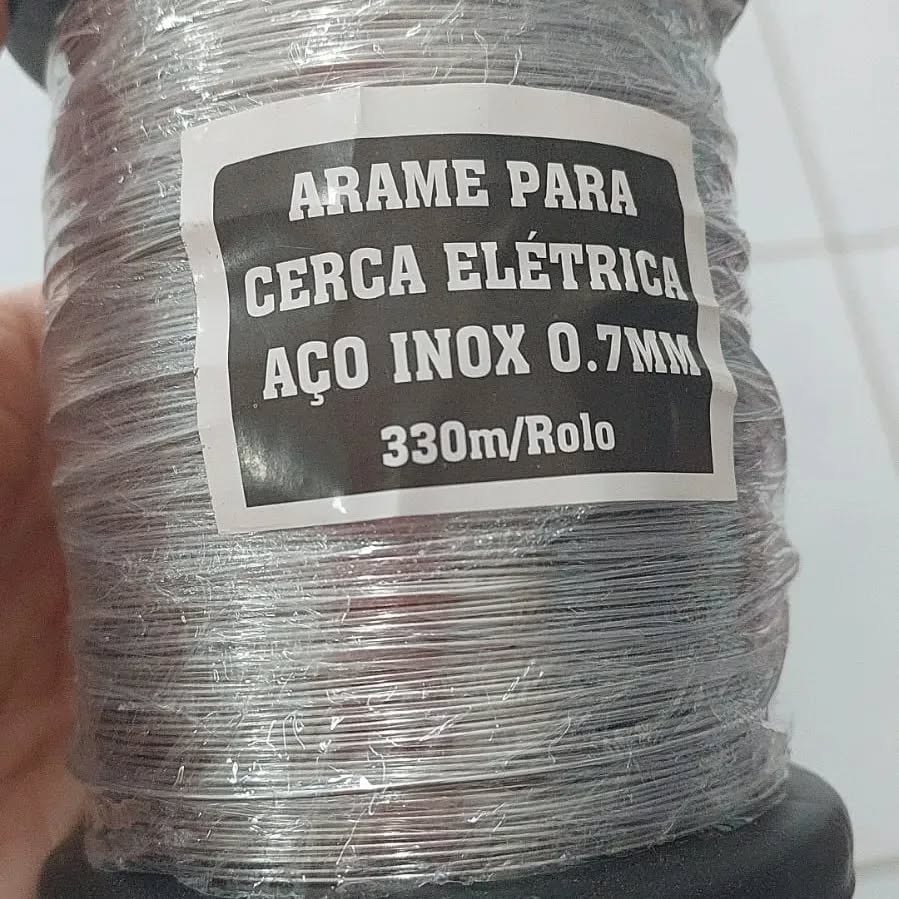 ARAME PARA
CERCA ELÉTRICA
AÇO INOX 0.7MM
330m/Rolo